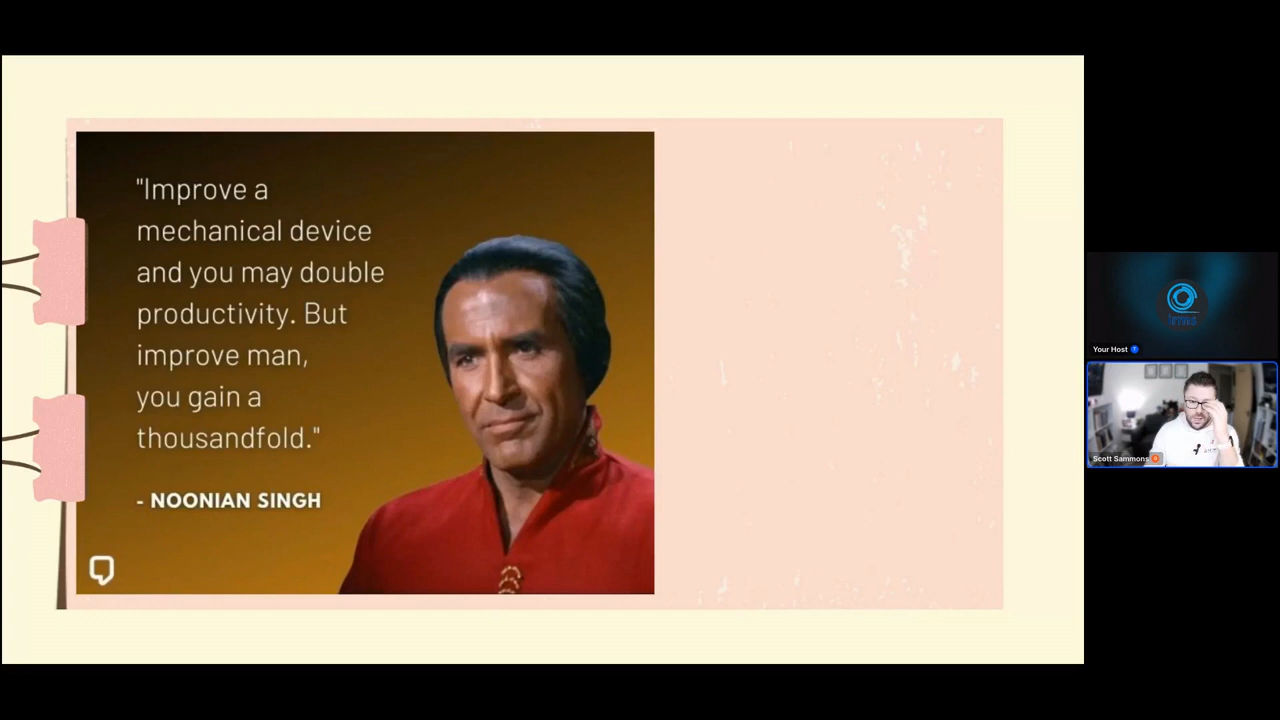 "Improve a
mechanical device
and you may double
productivity. But
improve man,
you gain a
thousandfold."
- NOONIAN SINGH
Your Host
Scott Sammons